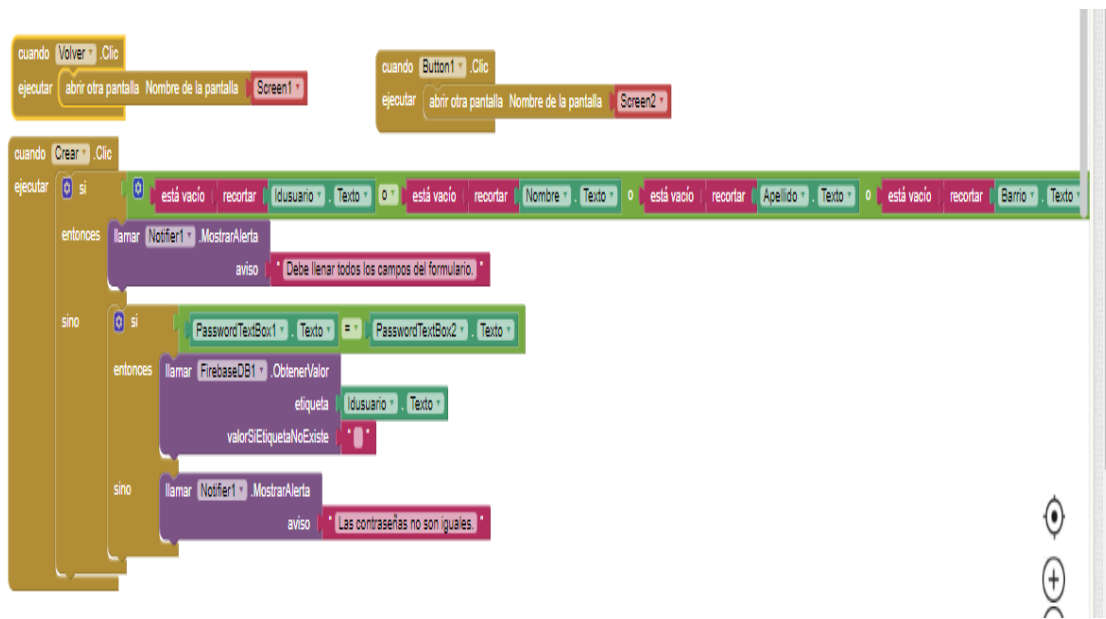 cuando Volver .Clic
ejecutar abrir otra pantalla Nombre de la pantalla Screen1
cuando Button1 .Clic
ejecutar abrir otra pantalla Nombre de la pantalla Screen2
cuando Crear .Clic
ejecutar si está vacío recortar Idusuario . Texto o está vacío recortar Nombre . Texto o está vacío recortar Apellido . Texto o está vacío recortar Barrio . Texto
entonces llamar Notifier1 .MostrarAlerta
aviso " Debe llenar todos los campos del formulario. "
sino si PasswordTextBox1 . Texto = PasswordTextBox2 . Texto
entonces llamar FirebaseDB1 .ObtenerValor
etiqueta Idusuario . Texto
valorSiEtiquetaNoExiste " "
sino llamar Notifier1 .MostrarAlerta
aviso " Las contraseñas no son iguales. "